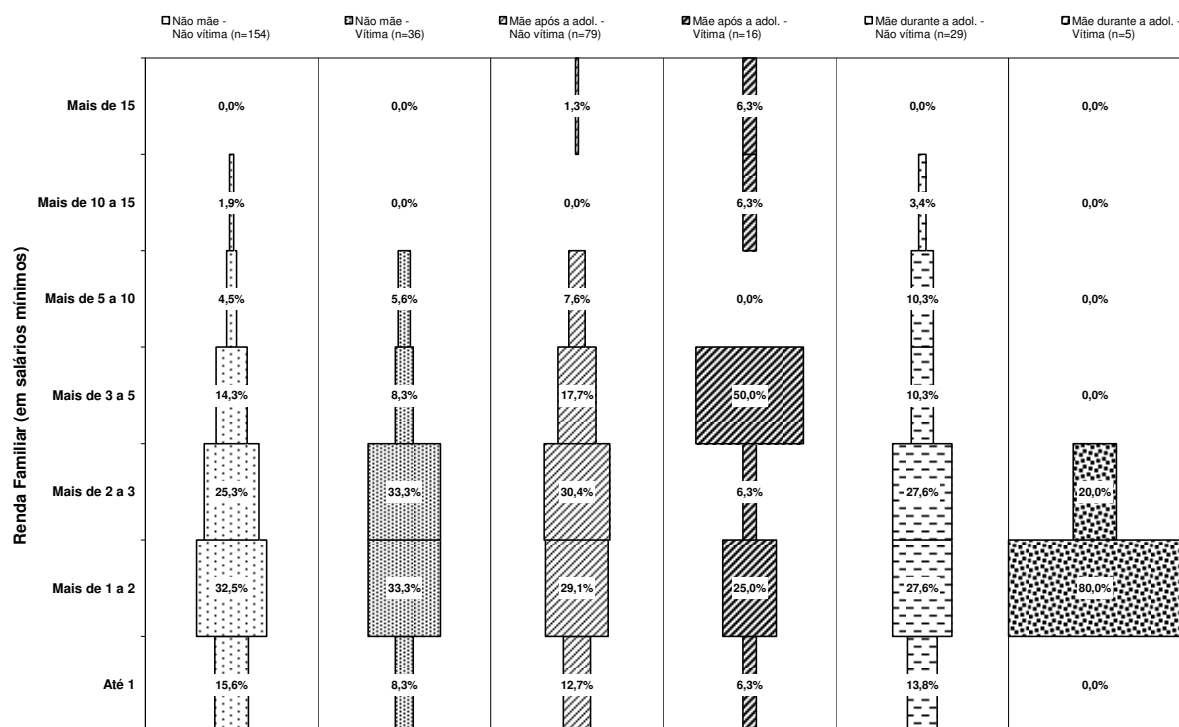 Não mãe -
Não vítima (n=154)
Não mãe -
Vítima (n=36)
Mãe após a adol. -
Não vítima (n=79)
Mãe após a adol. -
Vítima (n=16)
Mãe durante a adol. -
Não vítima (n=29)
Mãe durante a adol. -
Vítima (n=5)
Renda Familiar (em salários mínimos)
Mais de 15 0,0% 0,0% 1,3% 6,3% 0,0% 0,0%
Mais de 10 a 15 1,9% 0,0% 0,0% 6,3% 3,4% 0,0%
Mais de 5 a 10 4,5% 5,6% 7,6% 0,0% 10,3% 0,0%
Mais de 3 a 5 14,3% 8,3% 17,7% 50,0% 10,3% 0,0%
Mais de 2 a 3 25,3% 33,3% 30,4% 6,3% 27,6% 20,0%
Mais de 1 a 2 32,5% 33,3% 29,1% 25,0% 27,6% 80,0%
Até 1 15,6% 8,3% 12,7% 6,3% 13,8% 0,0%